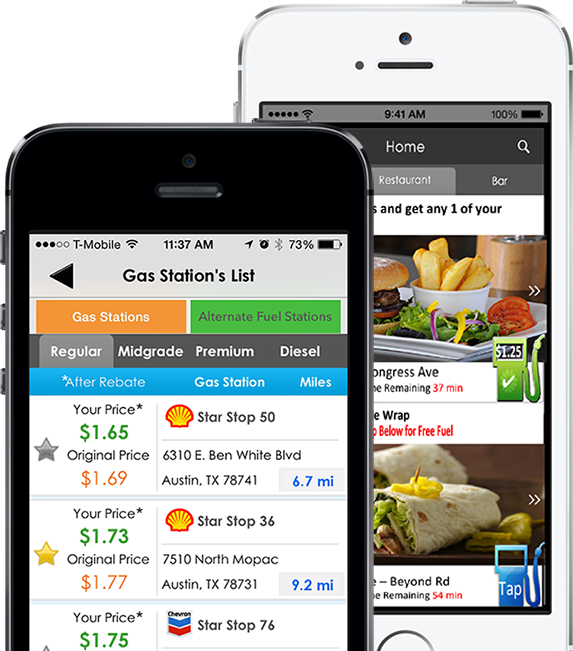 T-Mobile 11:37 AM 73%
Gas Station's List
Gas Stations Alternate Fuel Stations
Regular Midgrade Premium Diesel
*After Rebate Gas Station Miles
Your Price*
$1.65
Original Price
$1.69
Star Stop 50
6310 E. Ben White Blvd
Austin, TX 78741 6.7 mi
Your Price*
$1.73
Original Price
$1.77
Star Stop 36
7510 North Mopac
Austin, TX 78731 9.2 mi
Your Price*
$1.75
Chevron
Star Stop 76
9:41 AM 100%
Home
Restaurant Bar
s and get any 1 of your
$1.25
ongress Ave
ne Remaining 37 min
e Wrap
p Below for Free Fuel
e – Beyond Rd
ne Remaining 54 min
Tap